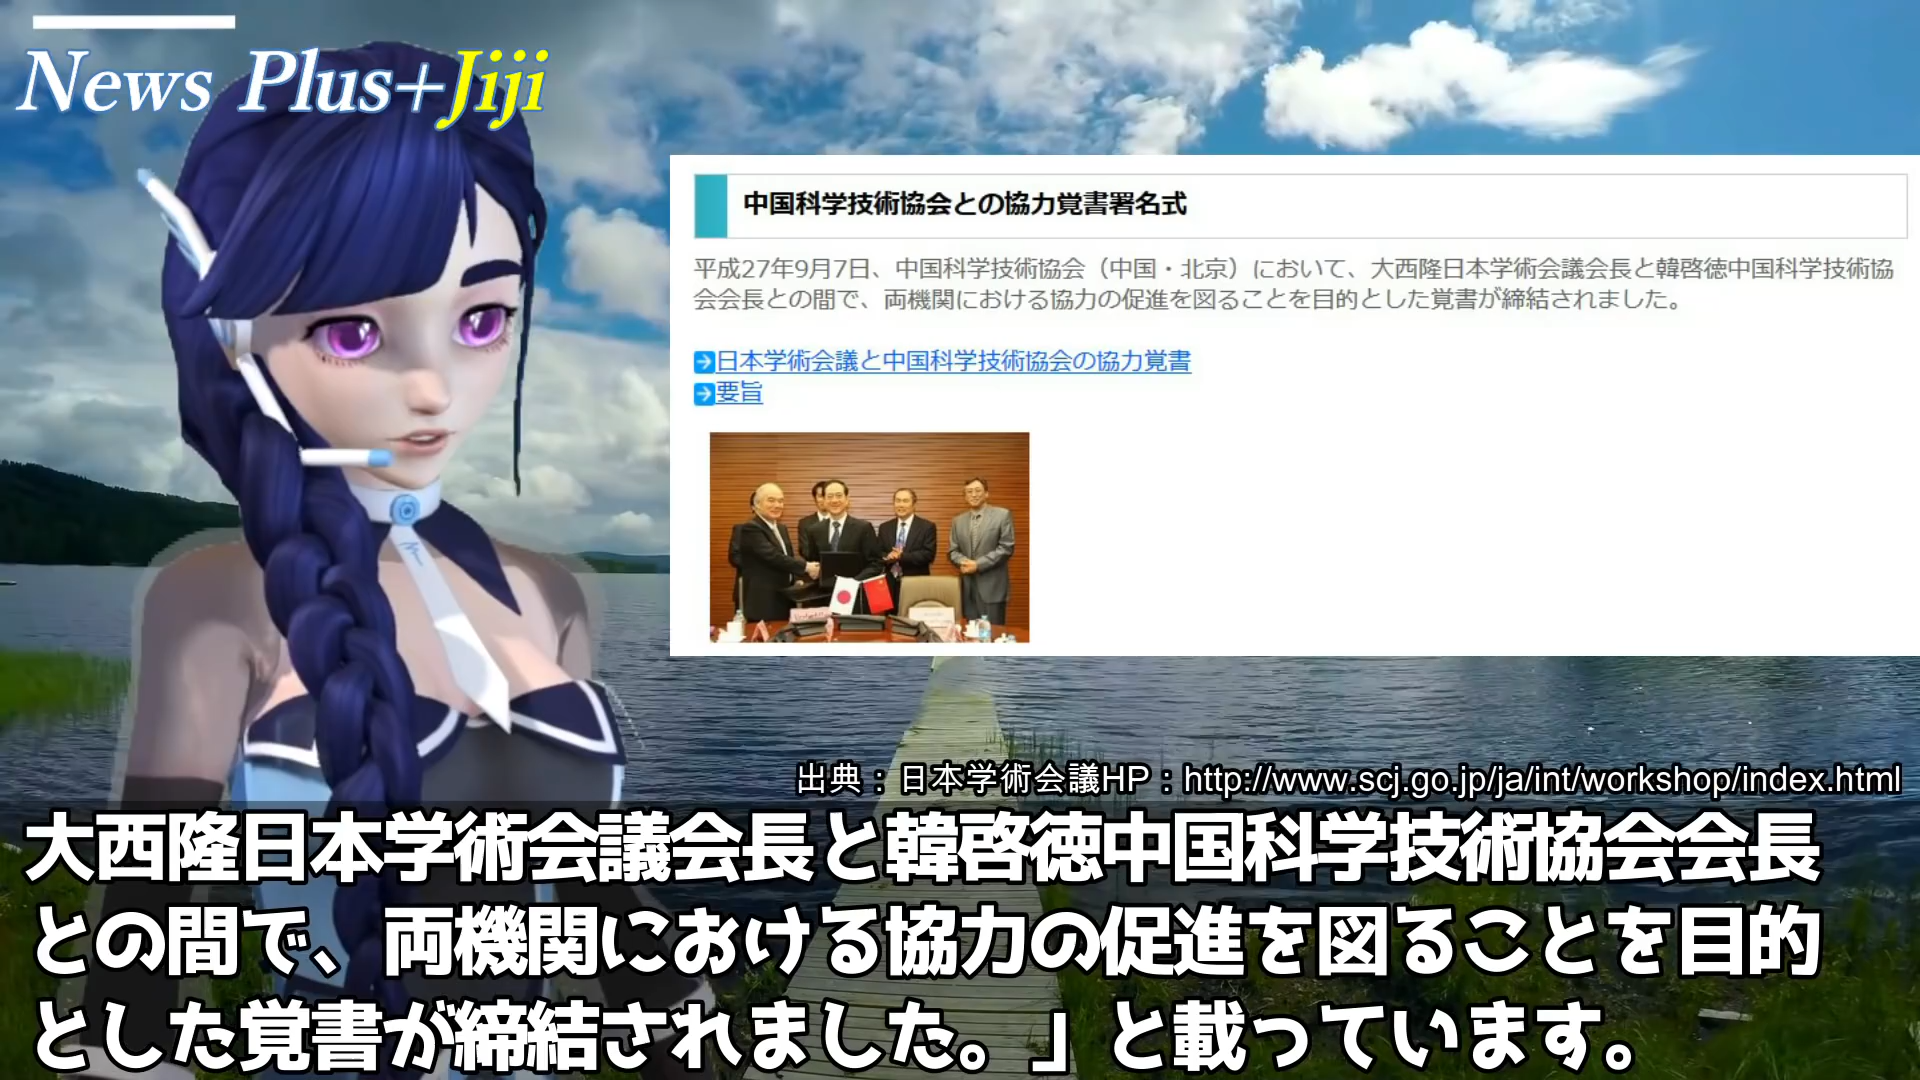 News Plus+Jiji
中国科学技術協会との協力覚書署名式
平成27年9月7日、中国科学技術協会（中国・北京）において、大西隆日本学術会議会長と韓啓徳中国科学技術協
会会長との間で、両機関における協力の促進を図ることを目的とした覚書が締結されました。
日本学術会議と中国科学技術協会の協力覚書
要旨
出典：日本学術会議HP：http://www.scj.go.jp/ja/int/workshop/index.html
大西隆日本学術会議会長と韓啓徳中国科学技術協会会長
との間で、両機関における協力の促進を図ることを目的
とした覚書が締結されました。」と載っています。